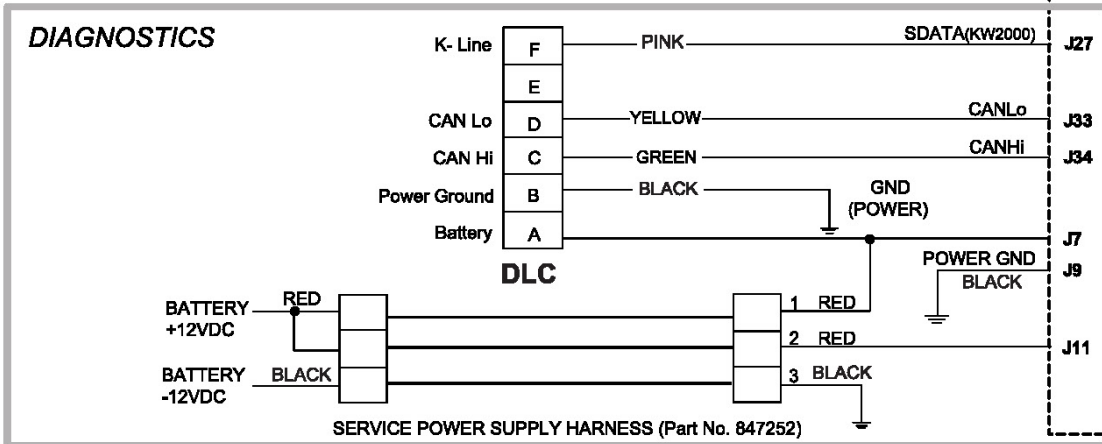 DIAGNOSTICS
K- Line F PINK SDATA(KW2000) J27
E
CAN Lo D YELLOW CANLo J33
CAN Hi C GREEN CANHi J34
Power Ground B BLACK GND
(POWER)
Battery A J7
DLC
POWER GND J9
BLACK
BATTERY RED 1 RED
+12VDC
2 RED J11
BATTERY BLACK 3 BLACK
-12VDC
SERVICE POWER SUPPLY HARNESS (Part No. 847252)